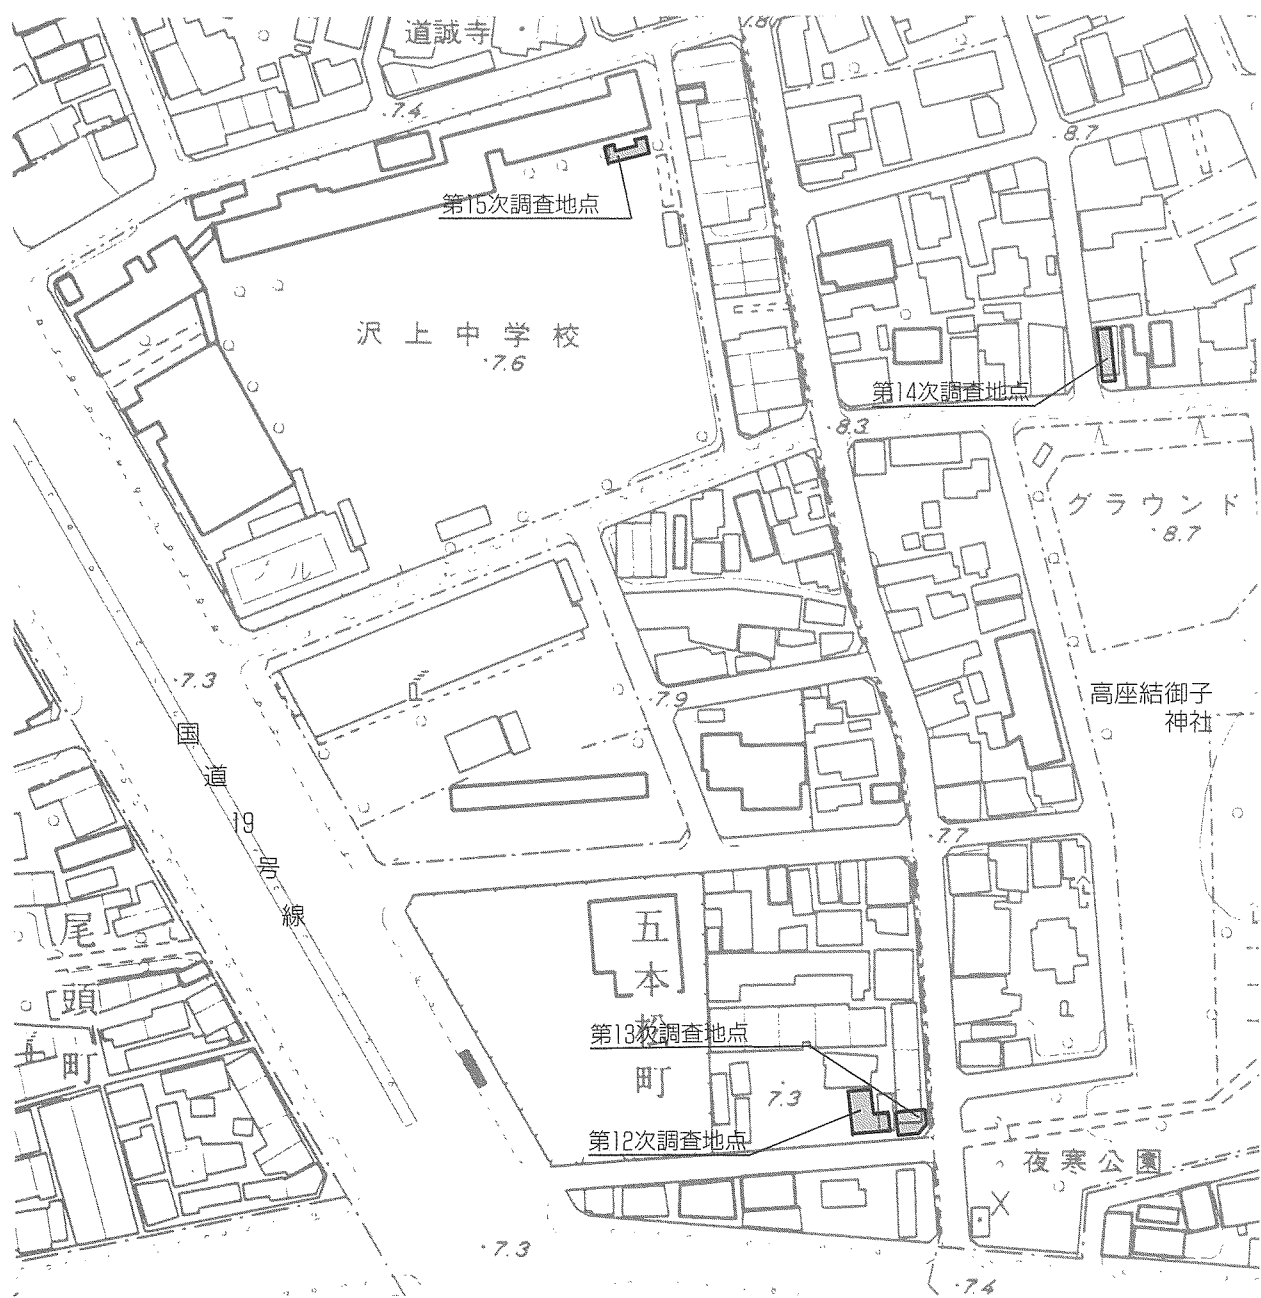 道誠寺
7.8
7.4
8.7
第15次調査地点
沢上中学校
7.6
第14次調査地点
8.3
グラウンド
8.7
プール
7.3
7.9
高座結御子
神社
国道19号線
7.7
五本松町
尾頭町
第13次調査地点
7.3
第12次調査地点
夜寒公園
7.3
7.4